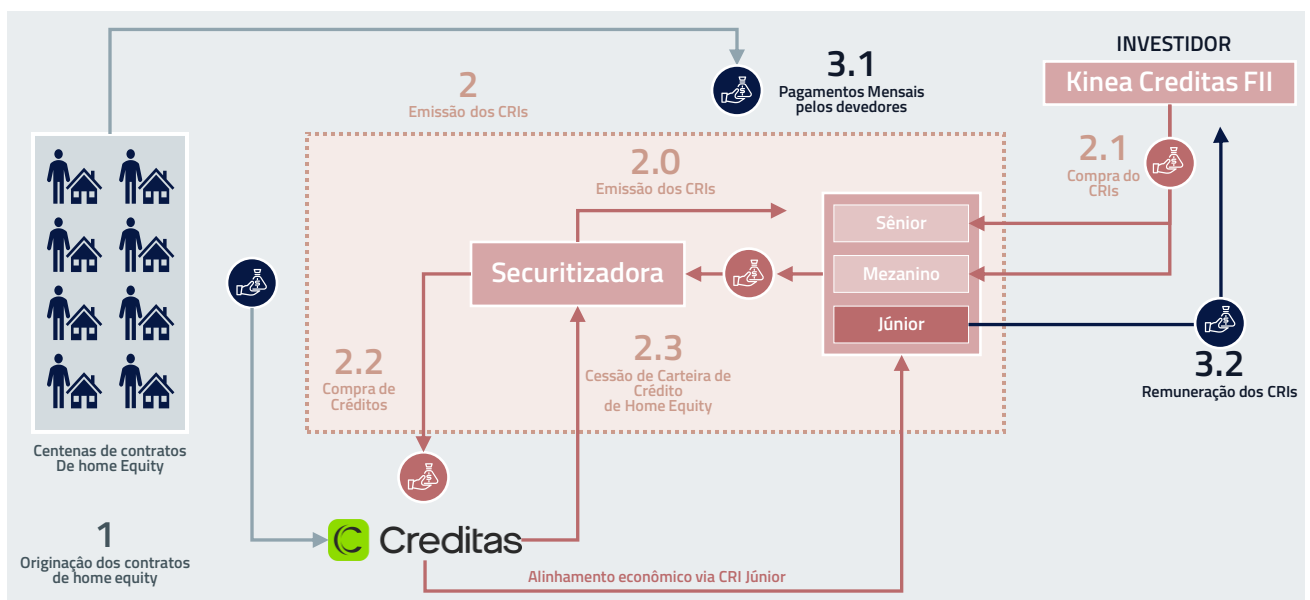 INVESTIDOR
Kinea Creditas FII
3.1
Pagamentos Mensais
pelos devedores
2
Emissão dos CRIs
2.1
Compra do
CRIs
2.0
Emissão dos CRIs
Sênior
Securitizadora
Mezanino
Júnior
2.2
Compra de
Créditos
2.3
Cessão de Carteira de
Crédito
de Home Equity
3.2
Remuneração dos CRIs
Centenas de contratos
De home Equity
1
Originação dos contratos
de home equity
Creditas
Alinhamento econômico via CRI Júnior